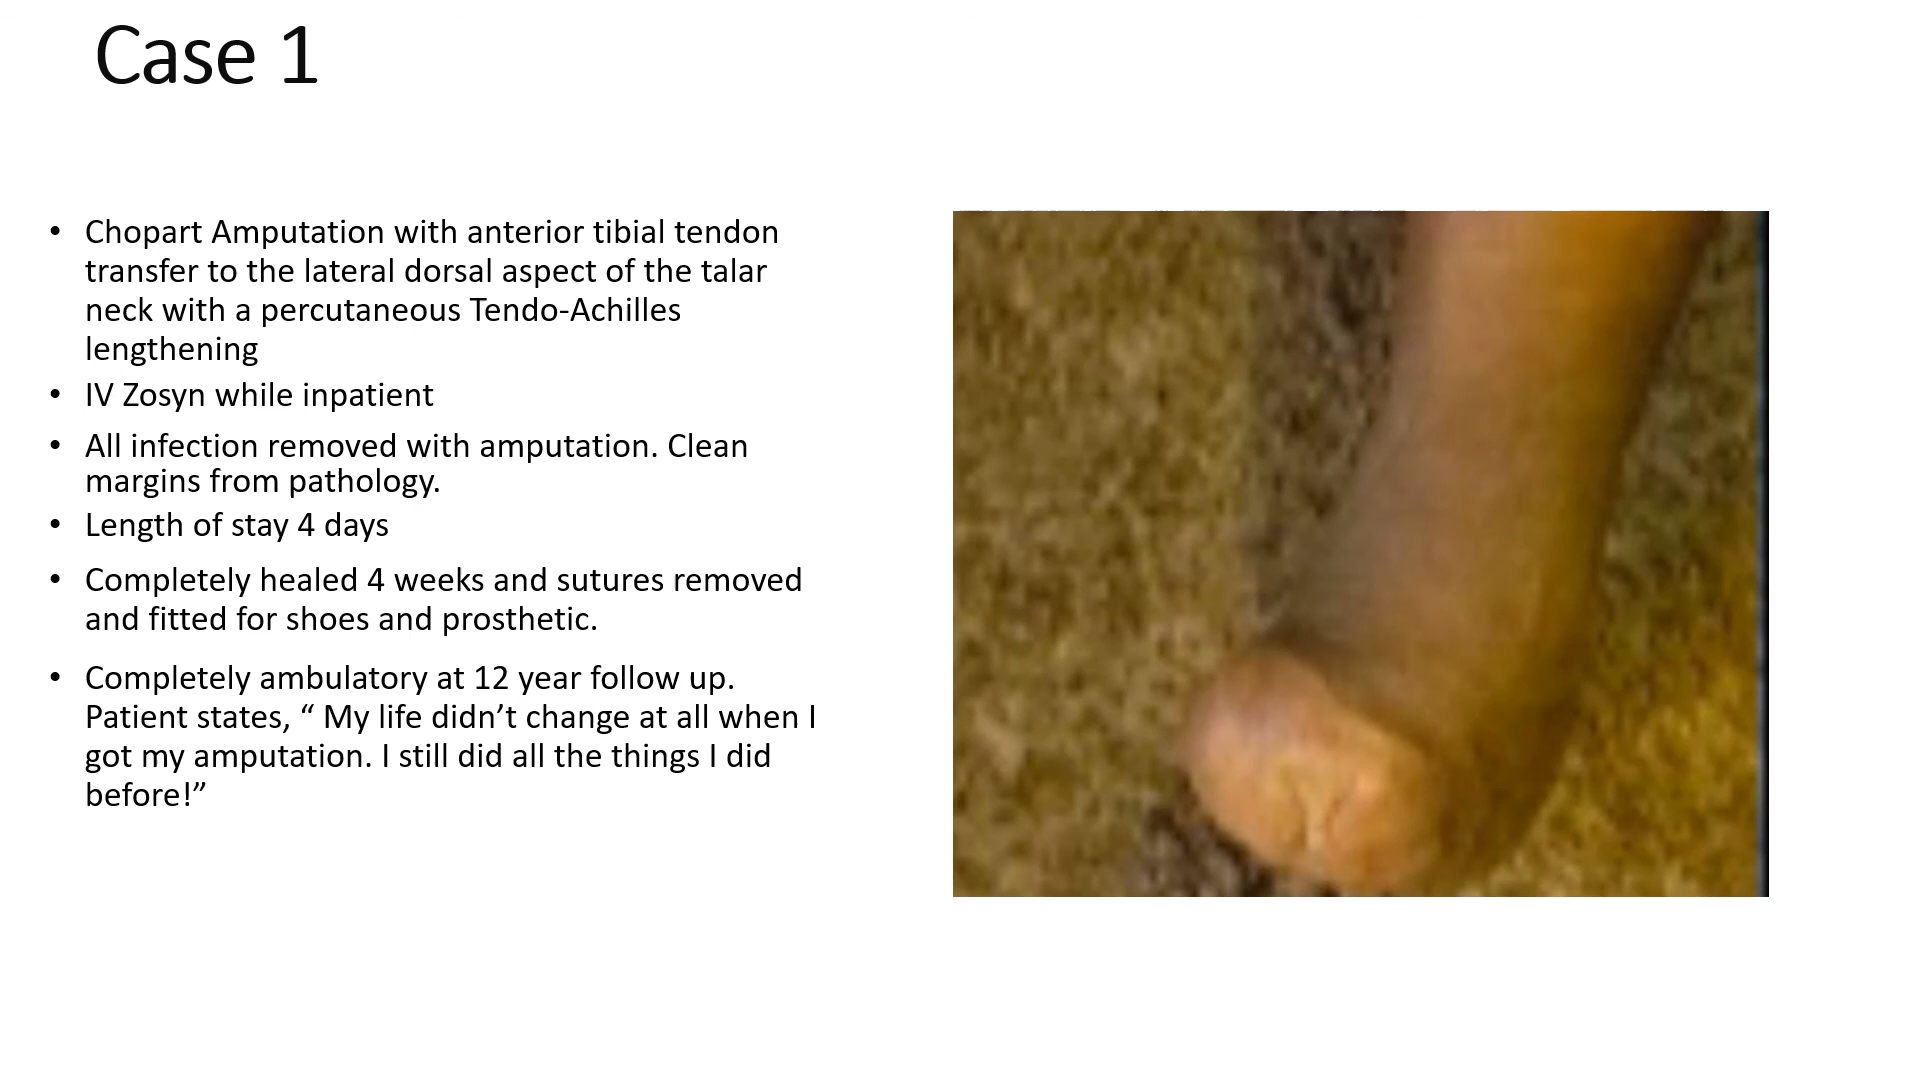 Case 1
• Chopart Amputation with anterior tibial tendon
transfer to the lateral dorsal aspect of the talar
neck with a percutaneous Tendo-Achilles
lengthening
• IV Zosyn while inpatient
• All infection removed with amputation. Clean
margins from pathology.
• Length of stay 4 days
• Completely healed 4 weeks and sutures removed
and fitted for shoes and prosthetic.
• Completely ambulatory at 12 year follow up.
Patient states, “ My life didn’t change at all when I
got my amputation. I still did all the things I did
before!”